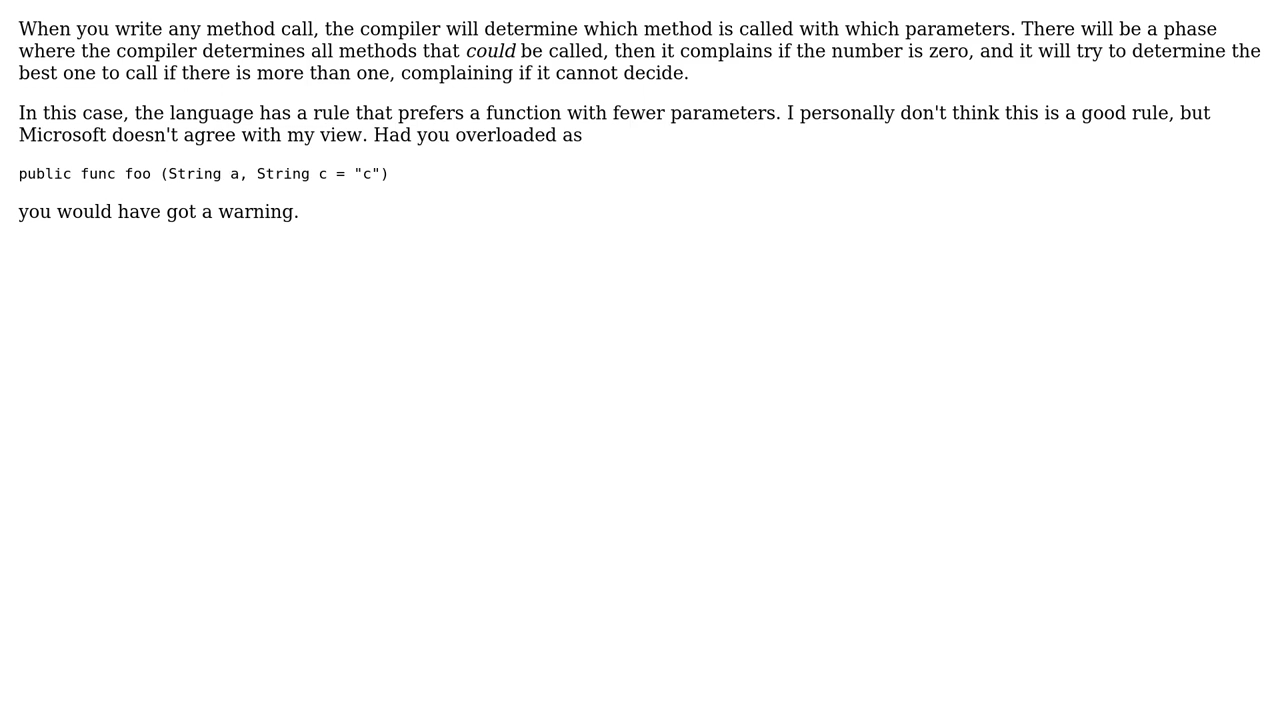 When you write any method call, the compiler will determine which method is called with which parameters. There will be a phase
where the compiler determines all methods that could be called, then it complains if the number is zero, and it will try to determine the
best one to call if there is more than one, complaining if it cannot decide.
In this case, the language has a rule that prefers a function with fewer parameters. I personally don't think this is a good rule, but
Microsoft doesn't agree with my view. Had you overloaded as
public func foo (String a, String c = "c")
you would have got a warning.